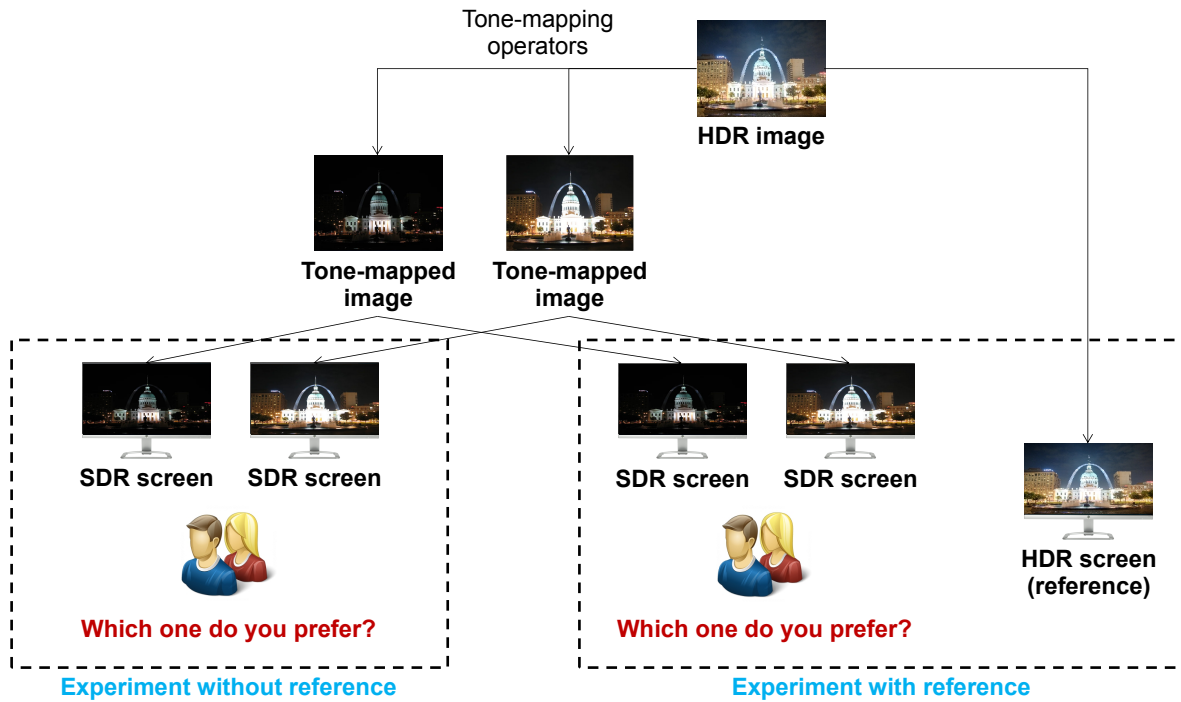 Tone-mapping
operators
HDR image
Tone-mapped
image
Tone-mapped
image
SDR screen
SDR screen
SDR screen
SDR screen
HDR screen
(reference)
Which one do you prefer?
Which one do you prefer?
Experiment without reference
Experiment with reference